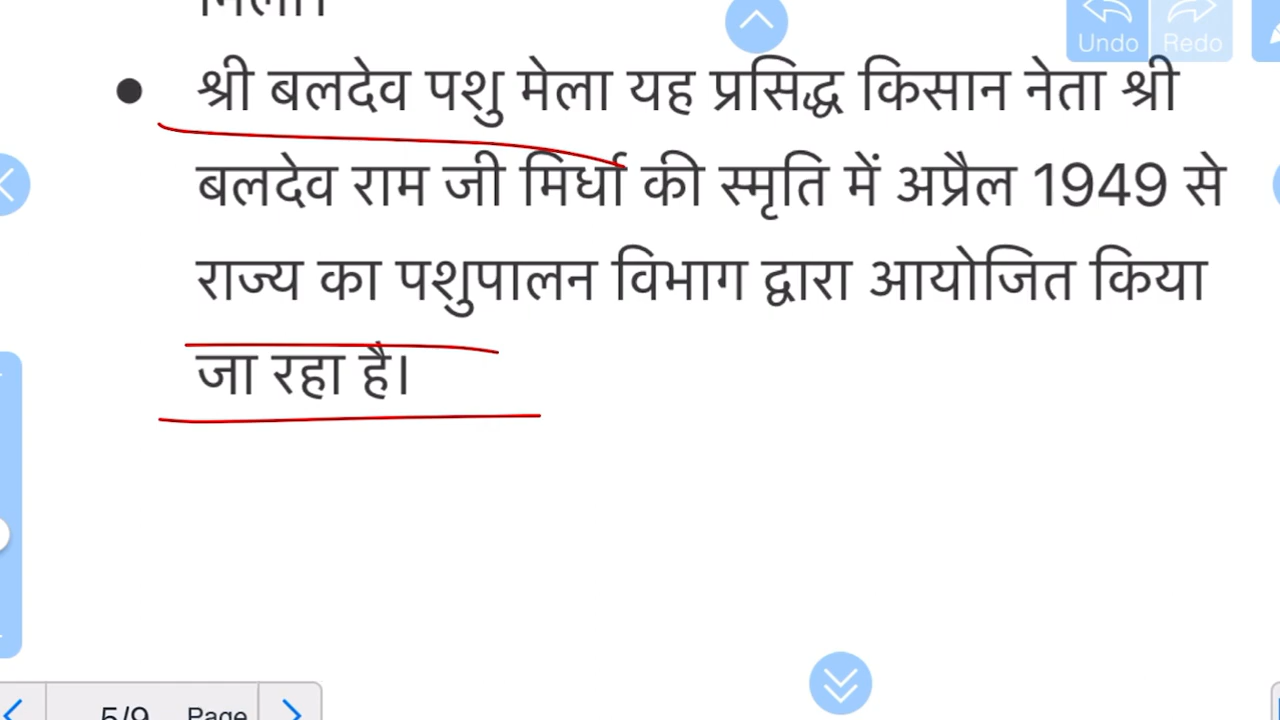 Undo Redo
● श्री बलदेव पशु मेला यह प्रसिद्ध किसान नेता श्री
बलदेव राम जी मिर्धा की स्मृति में अप्रैल 1949 से
राज्य का पशुपालन विभाग द्वारा आयोजित किया
जा रहा है।
5/9 Page